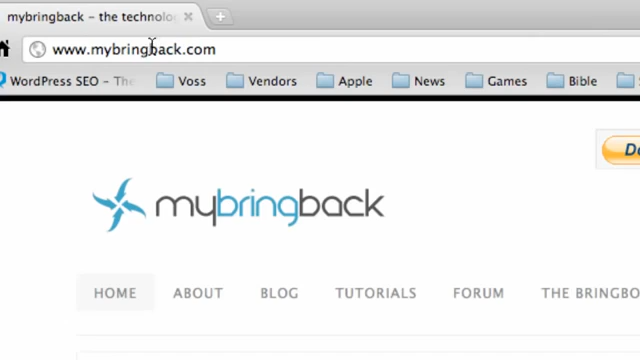 mybringback – the technolo
www.mybringback.com
WordPress SEO – The
Voss
Vendors
Apple
News
Games
Bible
Do
mybringback
HOME
ABOUT
BLOG
TUTORIALS
FORUM
THE BRINGBO